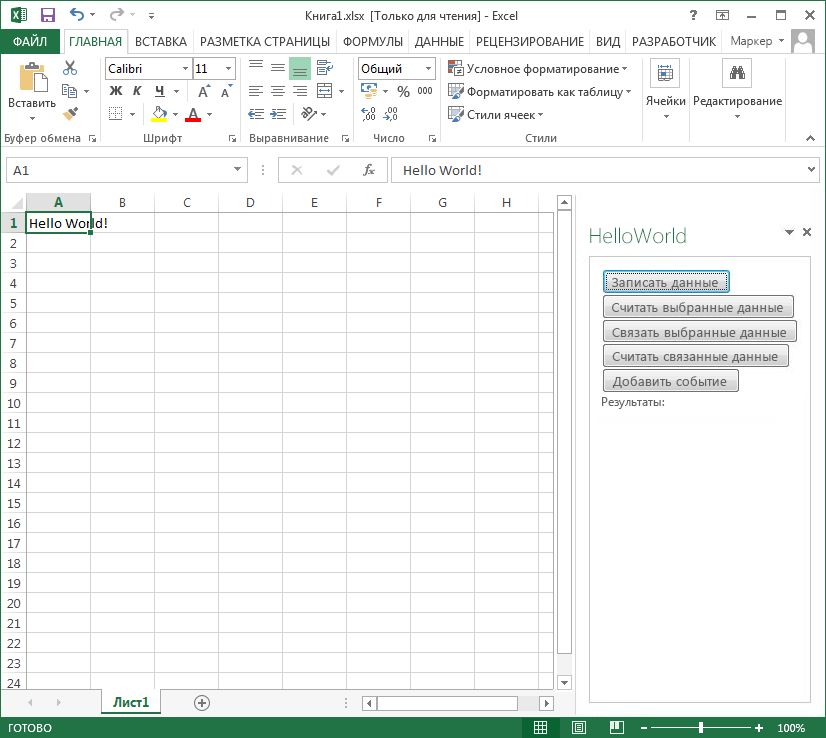 Книга1.xlsx [Только для чтения] - Excel
ФАЙЛ ГЛАВНАЯ ВСТАВКА РАЗМЕТКА СТРАНИЦЫ ФОРМУЛЫ ДАННЫЕ РЕЦЕНЗИРОВАНИЕ ВИД РАЗРАБОТЧИК Маркер
Вставить
Буфер обмена
Calibri 11
Ж К Ч А А
А
Шрифт
Выравнивание
Общий
% 000
,00 ,0
Число
Условное форматирование
Форматировать как таблицу
Стили ячеек
Стили
Ячейки
Редактирование
A1 fx Hello World!
A B C D E F G H
1 Hello World!
2
3
4
5
6
7
8
9
10
11
12
13
14
15
16
17
18
19
20
21
22
23
24
HelloWorld
Записать данные
Считать выбранные данные
Связать выбранные данные
Считать связанные данные
Добавить событие
Результаты:
Лист1
ГОТОВО 100%